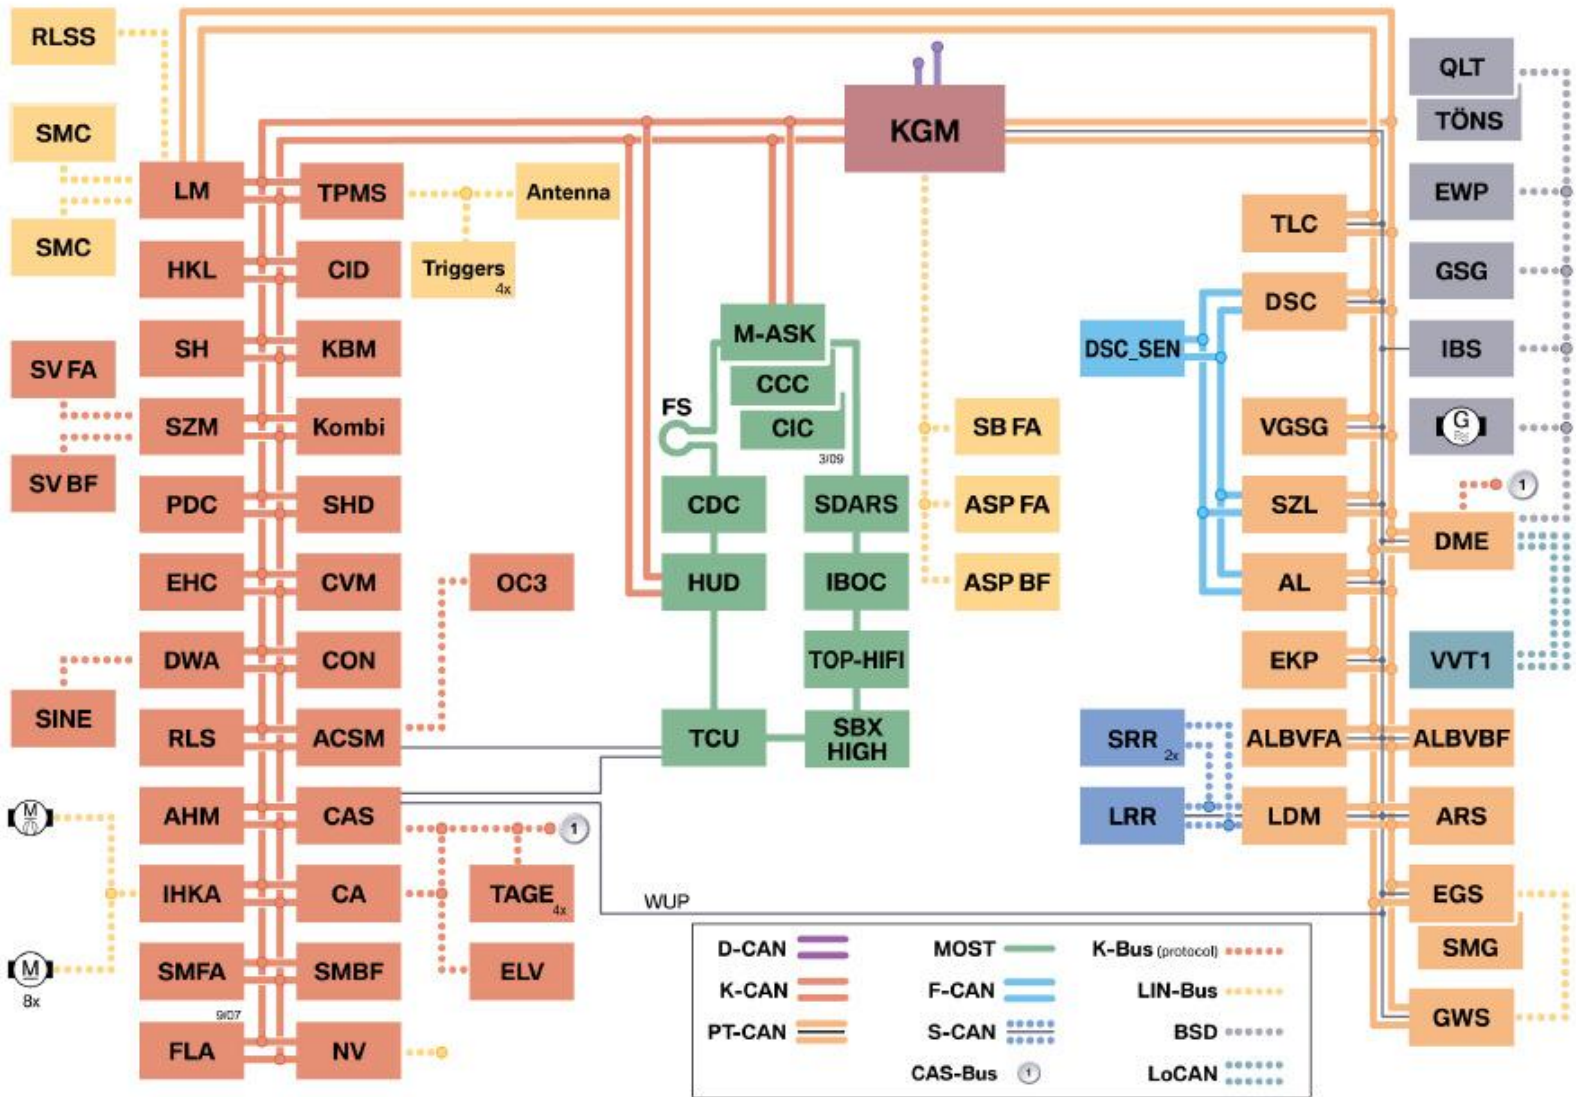 RLSS
SMC
SMC
LM
TPMS
Antenna
Triggers
4x
HKL
CID
SH
KBM
SV FA
SV BF
SZM
Kombi
PDC
SHD
EHC
CVM
OC3
DWA
CON
SINE
RLS
ACSM
AHM
CAS
1
M
IHKA
CA
TAGE
4x
M
8x
SMFA
SMBF
ELV
9/07
FLA
NV
KGM
M-ASK
CCC
CIC
3/09
FS
CDC
SDARS
HUD
IBOC
TOP-HIFI
TCU
SBX
HIGH
SB FA
ASP FA
ASP BF
WUP
DSC_SEN
TLC
DSC
VGSG
SZL
AL
EKP
SRR
2x
LRR
ALBVFA
ALBVBF
LDM
ARS
EGS
SMG
GWS
QLT
TÖNS
EWP
GSG
IBS
G
1
DME
VVT1
D-CAN
MOST
K-Bus (protocol)
K-CAN
F-CAN
LIN-Bus
PT-CAN
S-CAN
BSD
CAS-Bus 1
LoCAN